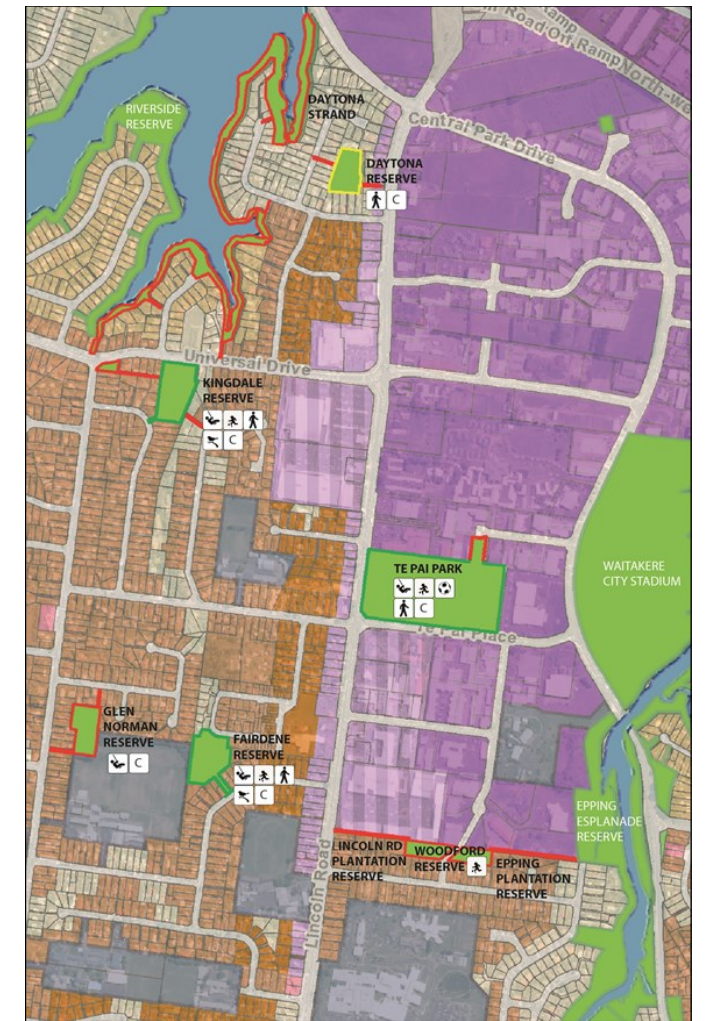 Ramp
Road Off Ramp
North-we
RIVERSIDE
RESERVE
DAYTONA
STRAND
Central Park Drive
DAYTONA
RESERVE
C
Universal Drive
KINGDALE
RESERVE
C
TE PAI PARK
C
WAITAKERE
CITY STADIUM
Te Pai Place
GLEN
NORMAN
RESERVE
C
FAIRDENE
RESERVE
C
EPPING
ESPLANADE
RESERVE
LINCOLN RD
PLANTATION
RESERVE
WOODFORD
RESERVE
EPPING
PLANTATION
RESERVE
Lincoln Road